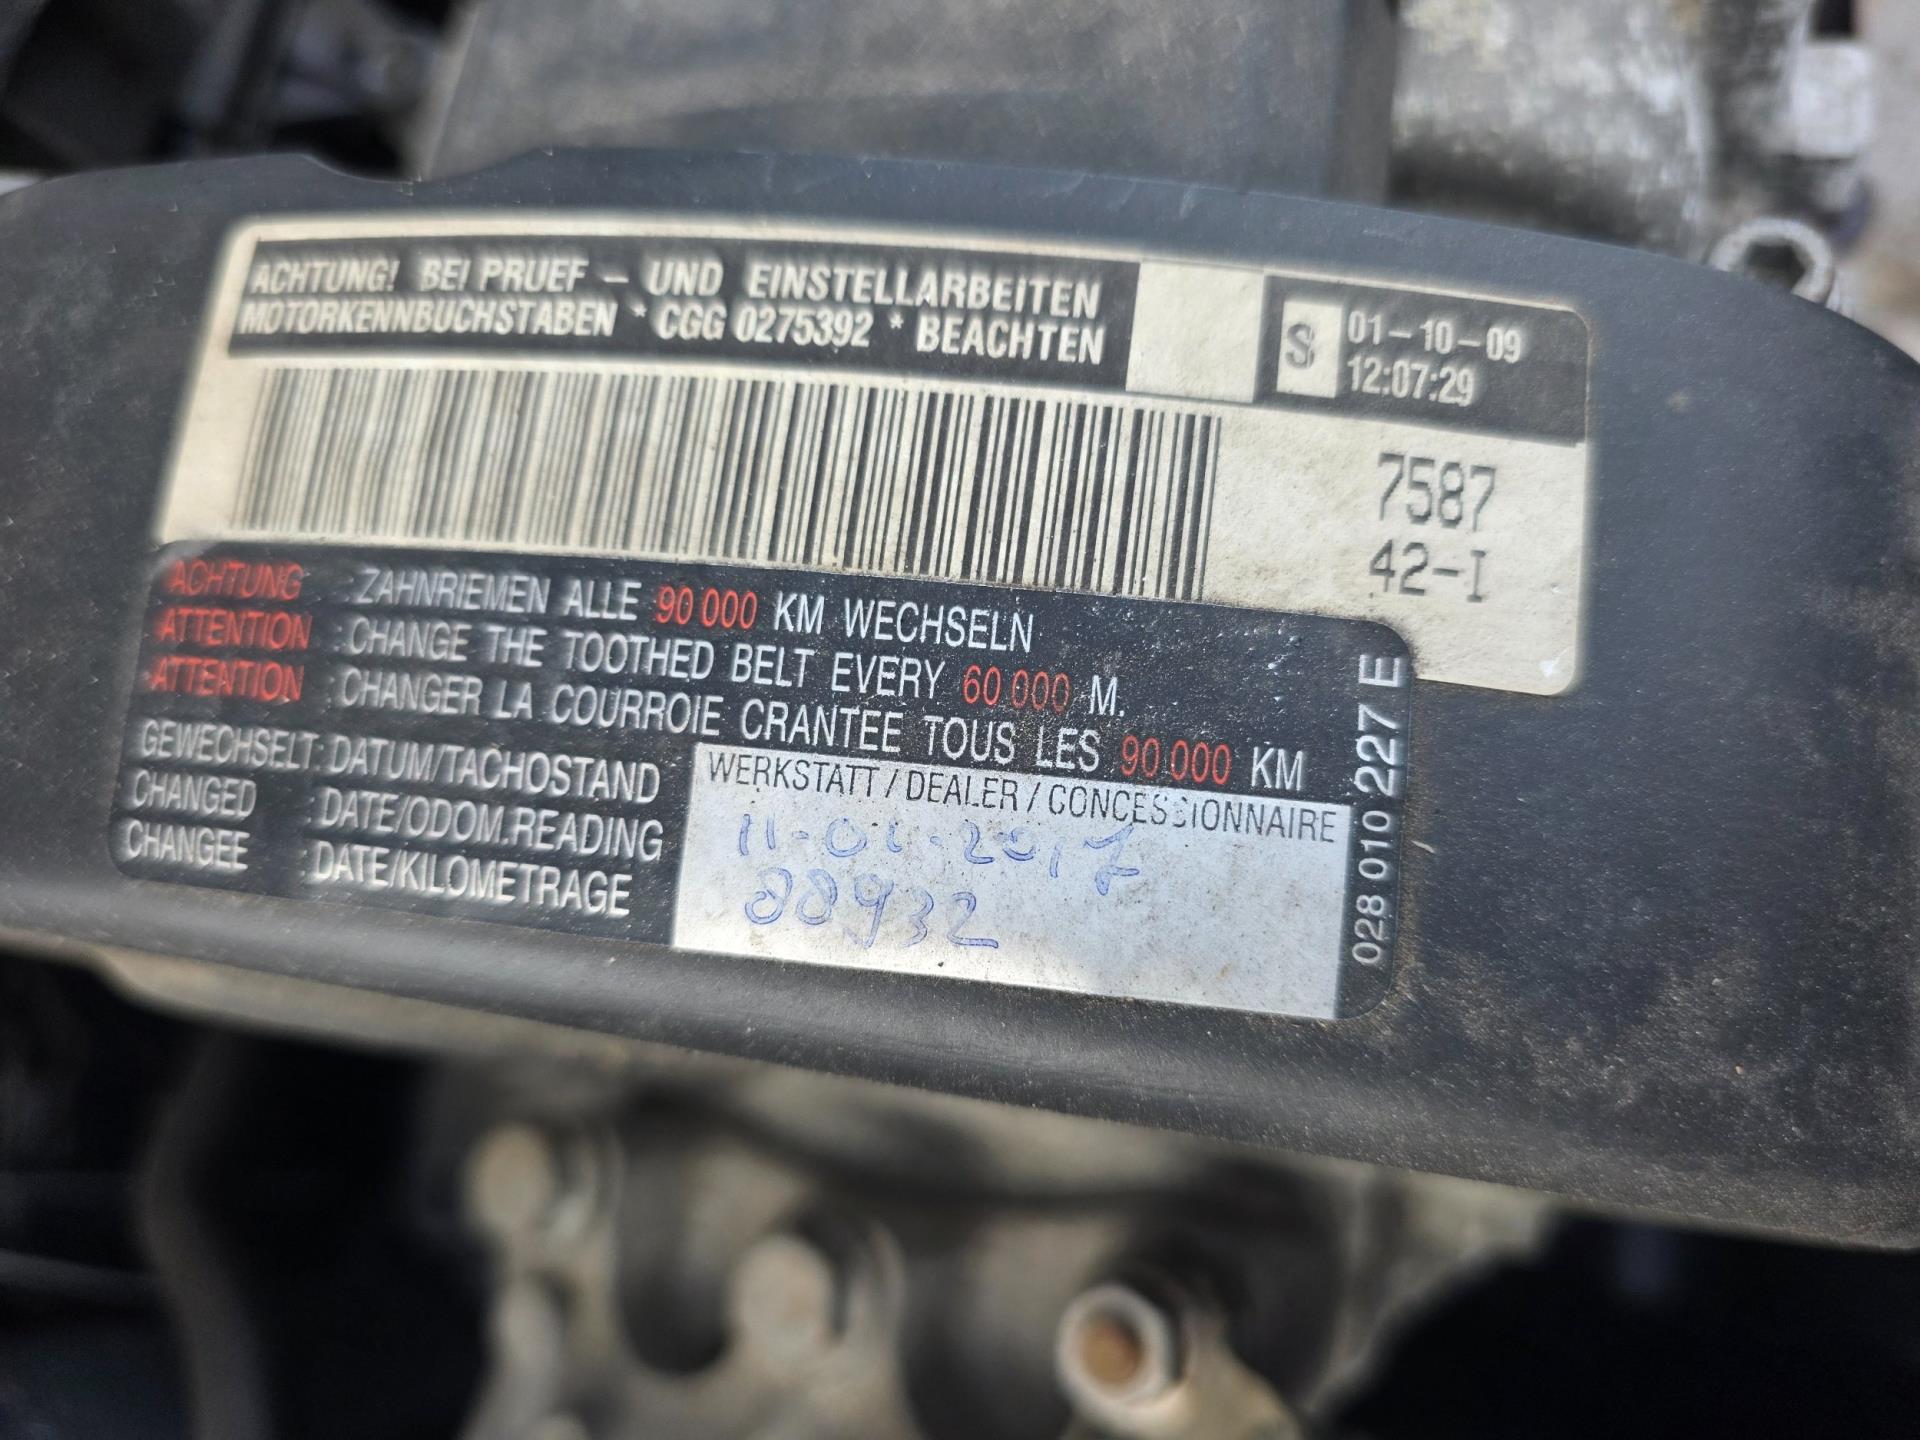 ACHTUNG! BEI PRUEF - UND EINSTELLARBEITEN
MOTORKENNBUCHSTABEN * CGG 0275392 * BEACHTEN
S
01-10-09
12:07:29
7587
42-I
ACHTUNG : ZAHNRIEMEN ALLE 90 000 KM WECHSELN
ATTENTION : CHANGE THE TOOTHED BELT EVERY 60 000 M.
ATTENTION : CHANGER LA COURROIE CRANTEE TOUS LES 90 000 KM
GEWECHSELT: DATUM/TACHOSTAND
CHANGED : DATE/ODOM.READING
CHANGEE : DATE/KILOMETRAGE
WERKSTATT / DEALER / CONCESSIONNAIRE
11-01-2017
88932
028 010 227 E